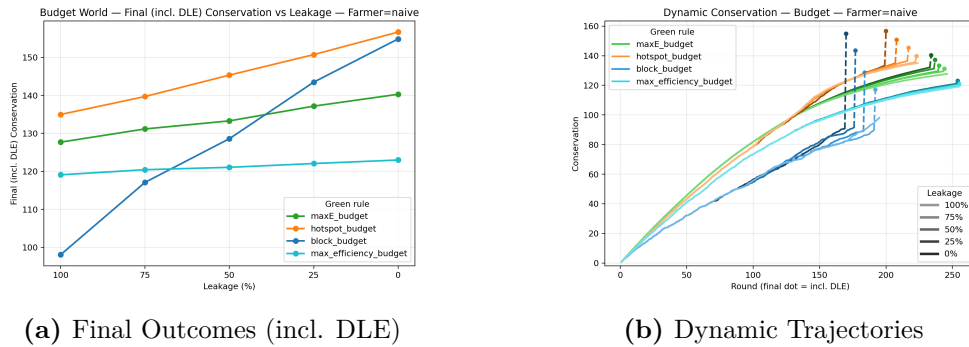 Budget World — Final (incl. DLE) Conservation vs Leakage — Farmer=naive
Final (incl. DLE) Conservation
150
140
130
120
110
100
100
75
50
25
0
Leakage (%)
Green rule
maxE_budget
hotspot_budget
block_budget
max_efficiency_budget
(a) Final Outcomes (incl. DLE)
Dynamic Conservation — Budget — Farmer=naive
Conservation
160
140
120
100
80
60
40
20
0
0
50
100
150
200
250
Round (final dot = incl. DLE)
Green rule
maxE_budget
hotspot_budget
block_budget
max_efficiency_budget
Leakage
100%
75%
50%
25%
0%
(b) Dynamic Trajectories